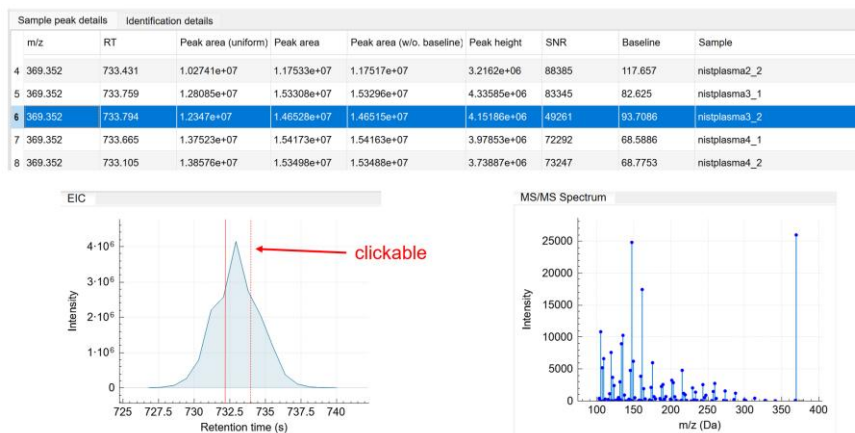 Sample peak details Identification details
m/z RT Peak area (uniform) Peak area Peak area (w/o. baseline) Peak height SNR Baseline Sample
4 369.352 733.431 1.02741e+07 1.17533e+07 1.17517e+07 3.2162e+06 88385 117.657 nistplasma2_2
5 369.352 733.759 1.28085e+07 1.53308e+07 1.53296e+07 4.33585e+06 83345 82.625 nistplasma3_1
6 369.352 733.794 1.2347e+07 1.46528e+07 1.46515e+07 4.15186e+06 49261 93.7086 nistplasma3_2
7 369.352 733.665 1.37523e+07 1.54173e+07 1.54163e+07 3.97853e+06 72292 68.5886 nistplasma4_1
8 369.352 733.105 1.38576e+07 1.53498e+07 1.53488e+07 3.73887e+06 73247 68.7753 nistplasma4_2
EIC
Intensity
4·10⁶
3·10⁶
2·10⁶
1·10⁶
0
725 727.5 730 732.5 735 737.5 740
Retention time (s)
clickable
MS/MS Spectrum
Intensity
25000
20000
15000
10000
5000
0
100 150 200 250 300 350 400
m/z (Da)